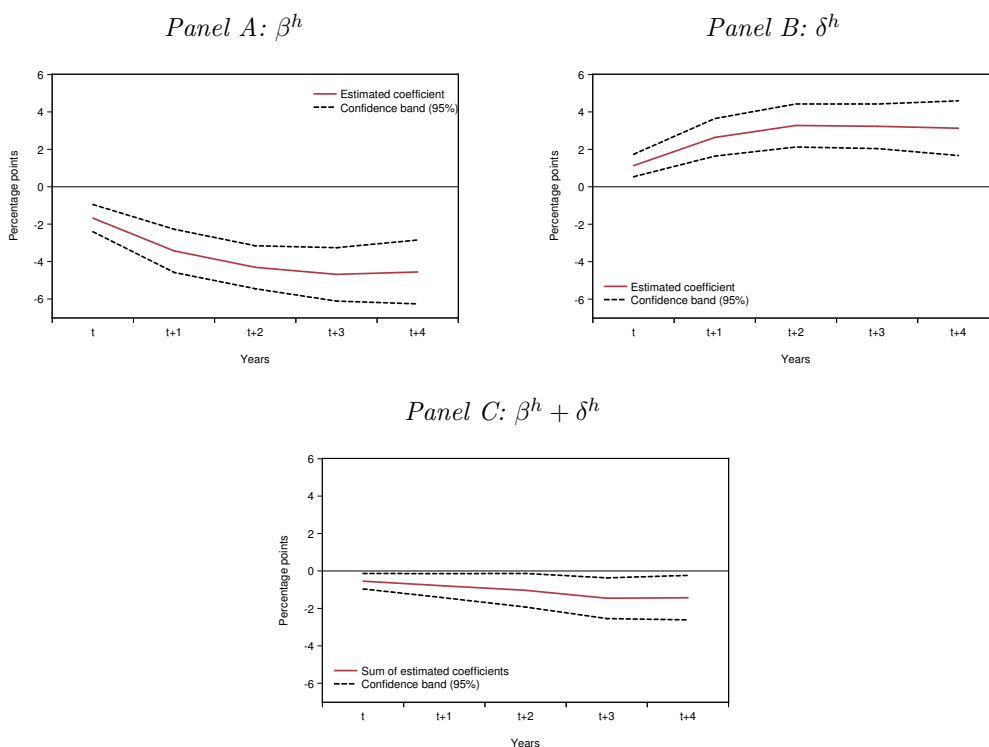 Panel A: β^h
Percentage points
6
4
2
0
-2
-4
-6
Estimated coefficient
Confidence band (95%)
t
t+1
t+2
t+3
t+4
Years
Panel B: δ^h
Percentage points
6
4
2
0
-2
-4
-6
Estimated coefficient
Confidence band (95%)
t
t+1
t+2
t+3
t+4
Years
Panel C: β^h + δ^h
Percentage points
6
4
2
0
-2
-4
-6
Sum of estimated coefficients
Confidence band (95%)
t
t+1
t+2
t+3
t+4
Years